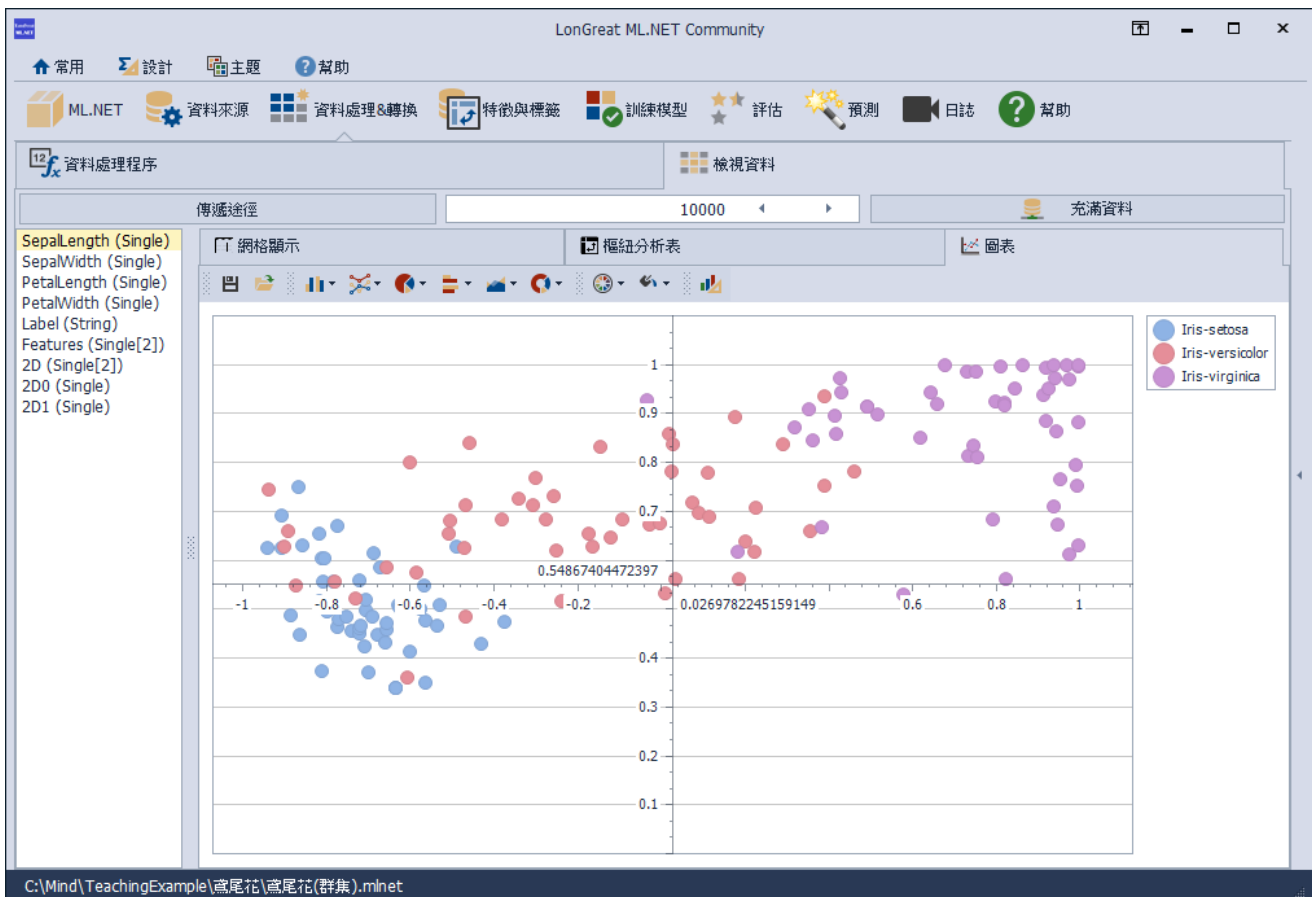 LonGreat ML.NET
LonGreat ML.NET Community
常用 設計 主題 幫助
ML.NET 資料來源 資料處理&轉換 特徵與標籤 訓練模型 評估 預測 日誌 幫助
資料處理程序 檢視資料
傳遞途徑 10000 充滿資料
SepalLength (Single)
SepalWidth (Single)
PetalLength (Single)
PetalWidth (Single)
Label (String)
Features (Single[2])
2D (Single[2])
2D0 (Single)
2D1 (Single)
網格顯示 樞紐分析表 圖表
Iris-setosa
Iris-versicolor
Iris-virginica
1
0.9
0.8
0.7
0.54867404472397
-1 -0.8 -0.6 -0.4 -0.2 0.0269782245159149 0.6 0.8 1
0.4
0.3
0.2
0.1
C:\Mind\TeachingExample\鳶尾花\鳶尾花(群集).mlnet